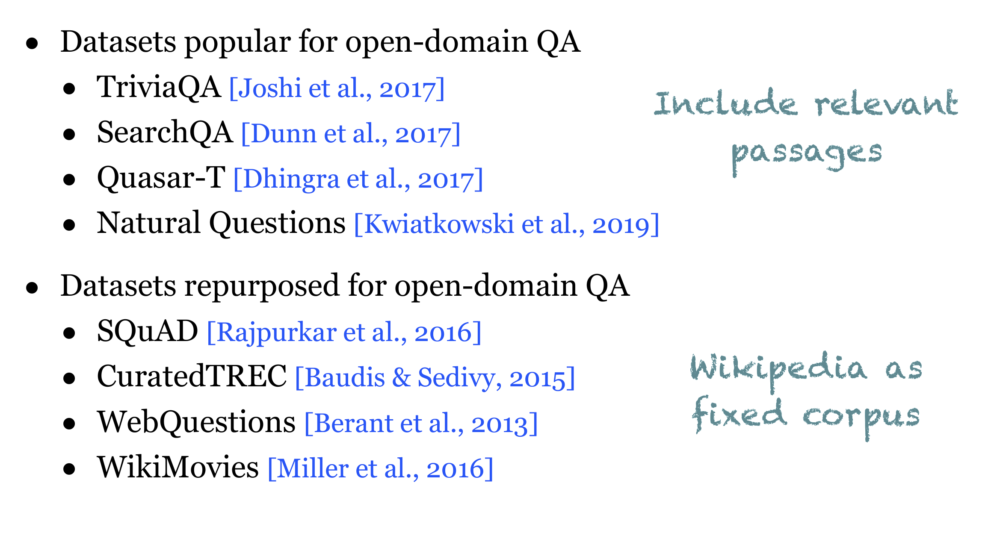 • Datasets popular for open-domain QA
• TriviaQA [Joshi et al., 2017]
• SearchQA [Dunn et al., 2017]
• Quasar-T [Dhingra et al., 2017]
• Natural Questions [Kwiatkowski et al., 2019]
Include relevant
passages
• Datasets repurposed for open-domain QA
• SQuAD [Rajpurkar et al., 2016]
• CuratedTREC [Baudis & Sedivy, 2015]
• WebQuestions [Berant et al., 2013]
• WikiMovies [Miller et al., 2016]
Wikipedia as
fixed corpus